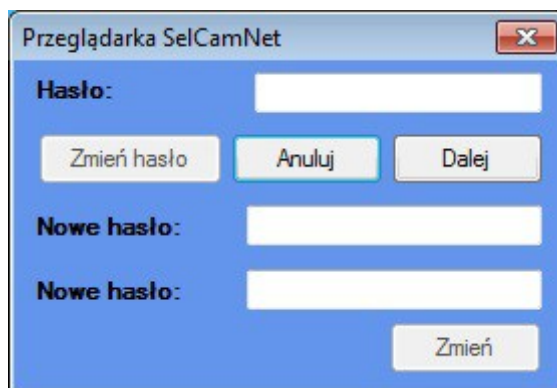 Przeglądarka SelCamNet
Hasło:
Zmień hasło Anuluj Dalej
Nowe hasło:
Nowe hasło:
Zmień